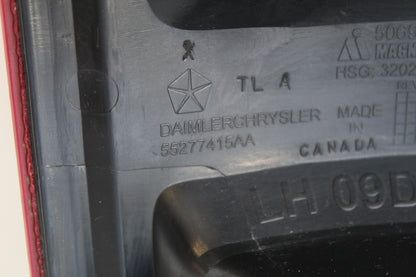 TL A
DAIMLERCHRYSLER
55277415AA
MADE
IN
CANADA
HSG: 3202
LH 09D